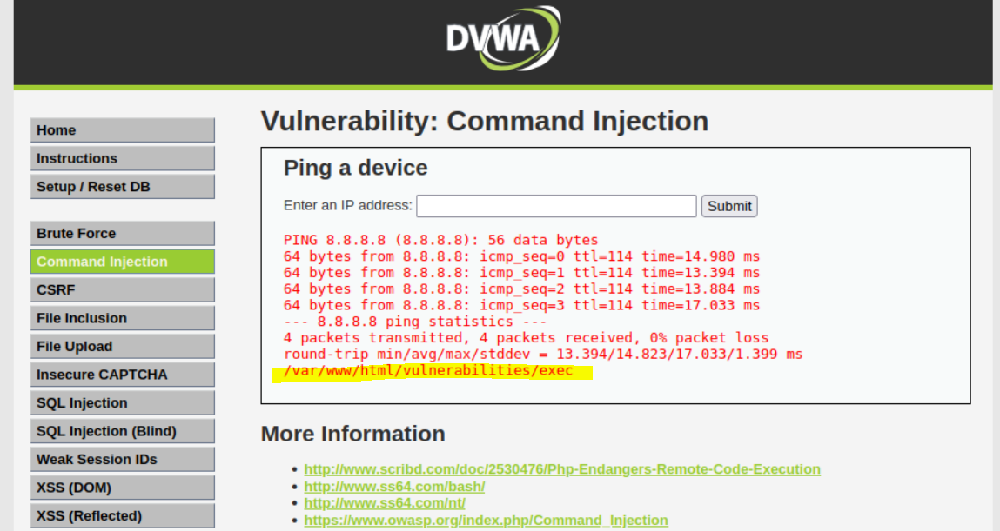 DVWA
Home
Instructions
Setup / Reset DB
Brute Force
Command Injection
CSRF
File Inclusion
File Upload
Insecure CAPTCHA
SQL Injection
SQL Injection (Blind)
Weak Session IDs
XSS (DOM)
XSS (Reflected)
Vulnerability: Command Injection
Ping a device
Enter an IP address:
Submit
PING 8.8.8.8 (8.8.8.8): 56 data bytes
64 bytes from 8.8.8.8: icmp_seq=0 ttl=114 time=14.980 ms
64 bytes from 8.8.8.8: icmp_seq=1 ttl=114 time=13.394 ms
64 bytes from 8.8.8.8: icmp_seq=2 ttl=114 time=13.884 ms
64 bytes from 8.8.8.8: icmp_seq=3 ttl=114 time=17.033 ms
--- 8.8.8.8 ping statistics ---
4 packets transmitted, 4 packets received, 0% packet loss
round-trip min/avg/max/stddev = 13.394/14.823/17.033/1.399 ms
/var/www/html/vulnerabilities/exec
More Information
• http://www.scribd.com/doc/2530476/Php-Endangers-Remote-Code-Execution
• http://www.ss64.com/bash/
• http://www.ss64.com/nt/
• https://www.owasp.org/index.php/Command_Injection